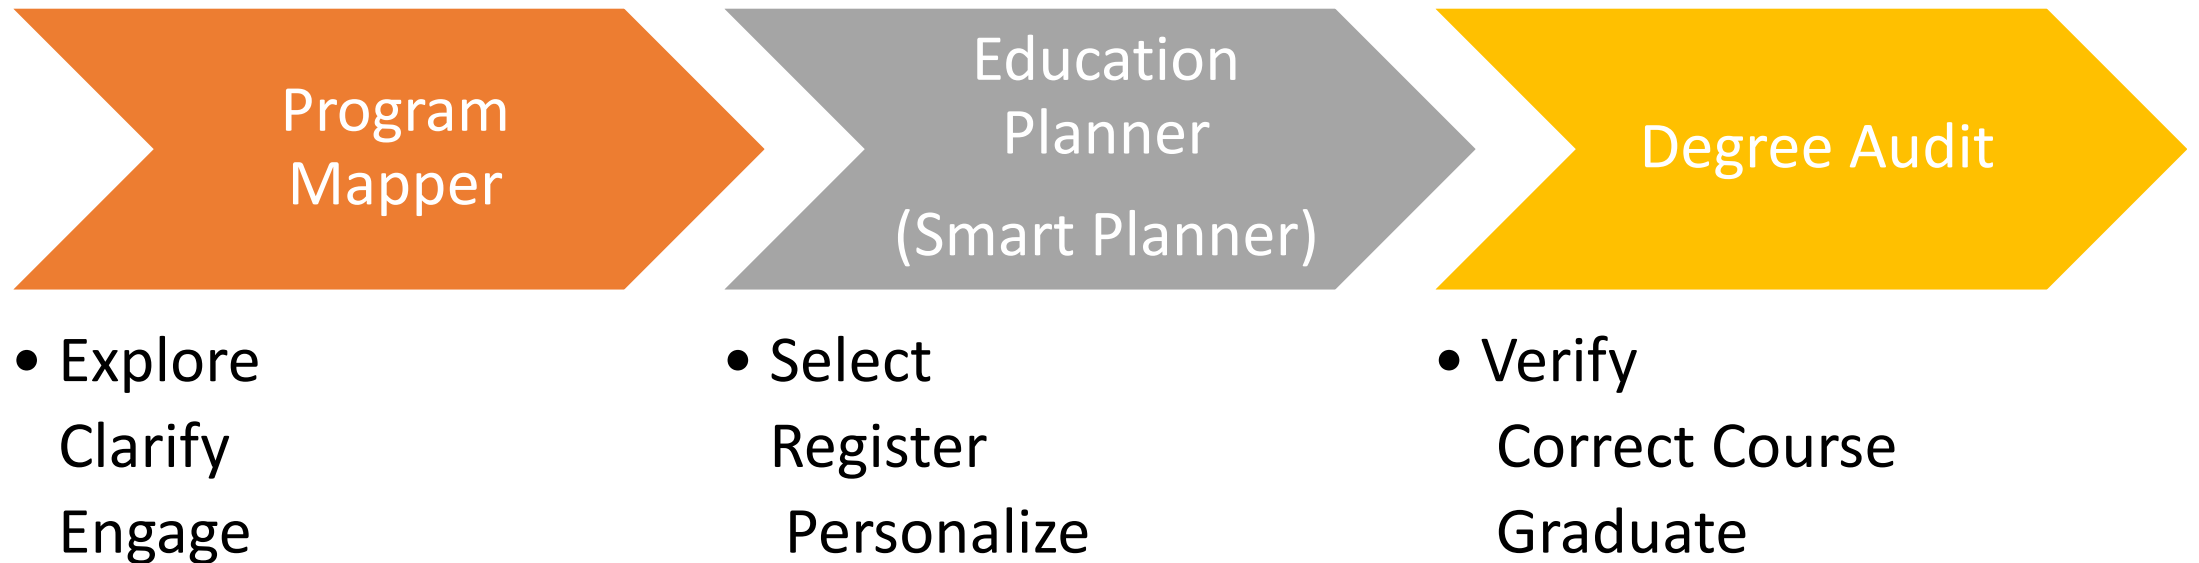 Program
Mapper
Education
Planner
(Smart Planner)
Degree Audit
• Explore
Clarify
Engage
• Select
Register
Personalize
• Verify
Correct Course
Graduate